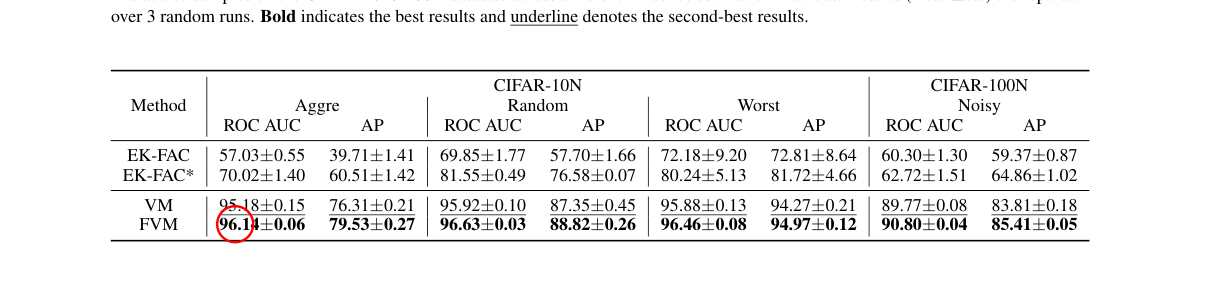 over 3 random runs. Bold indicates the best results and underline denotes the second-best results.
CIFAR-10N CIFAR-100N
Method Aggre Random Worst Noisy
ROC AUC AP ROC AUC AP ROC AUC AP ROC AUC AP
EK-FAC 57.03±0.55 39.71±1.41 69.85±1.77 57.70±1.66 72.18±9.20 72.81±8.64 60.30±1.30 59.37±0.87
EK-FAC* 70.02±1.40 60.51±1.42 81.55±0.49 76.58±0.07 80.24±5.13 81.72±4.66 62.72±1.51 64.86±1.02
VM 95.18±0.15 76.31±0.21 95.92±0.10 87.35±0.45 95.88±0.13 94.27±0.21 89.77±0.08 83.81±0.18
FVM 96.14±0.06 79.53±0.27 96.63±0.03 88.82±0.26 96.46±0.08 94.97±0.12 90.80±0.04 85.41±0.05